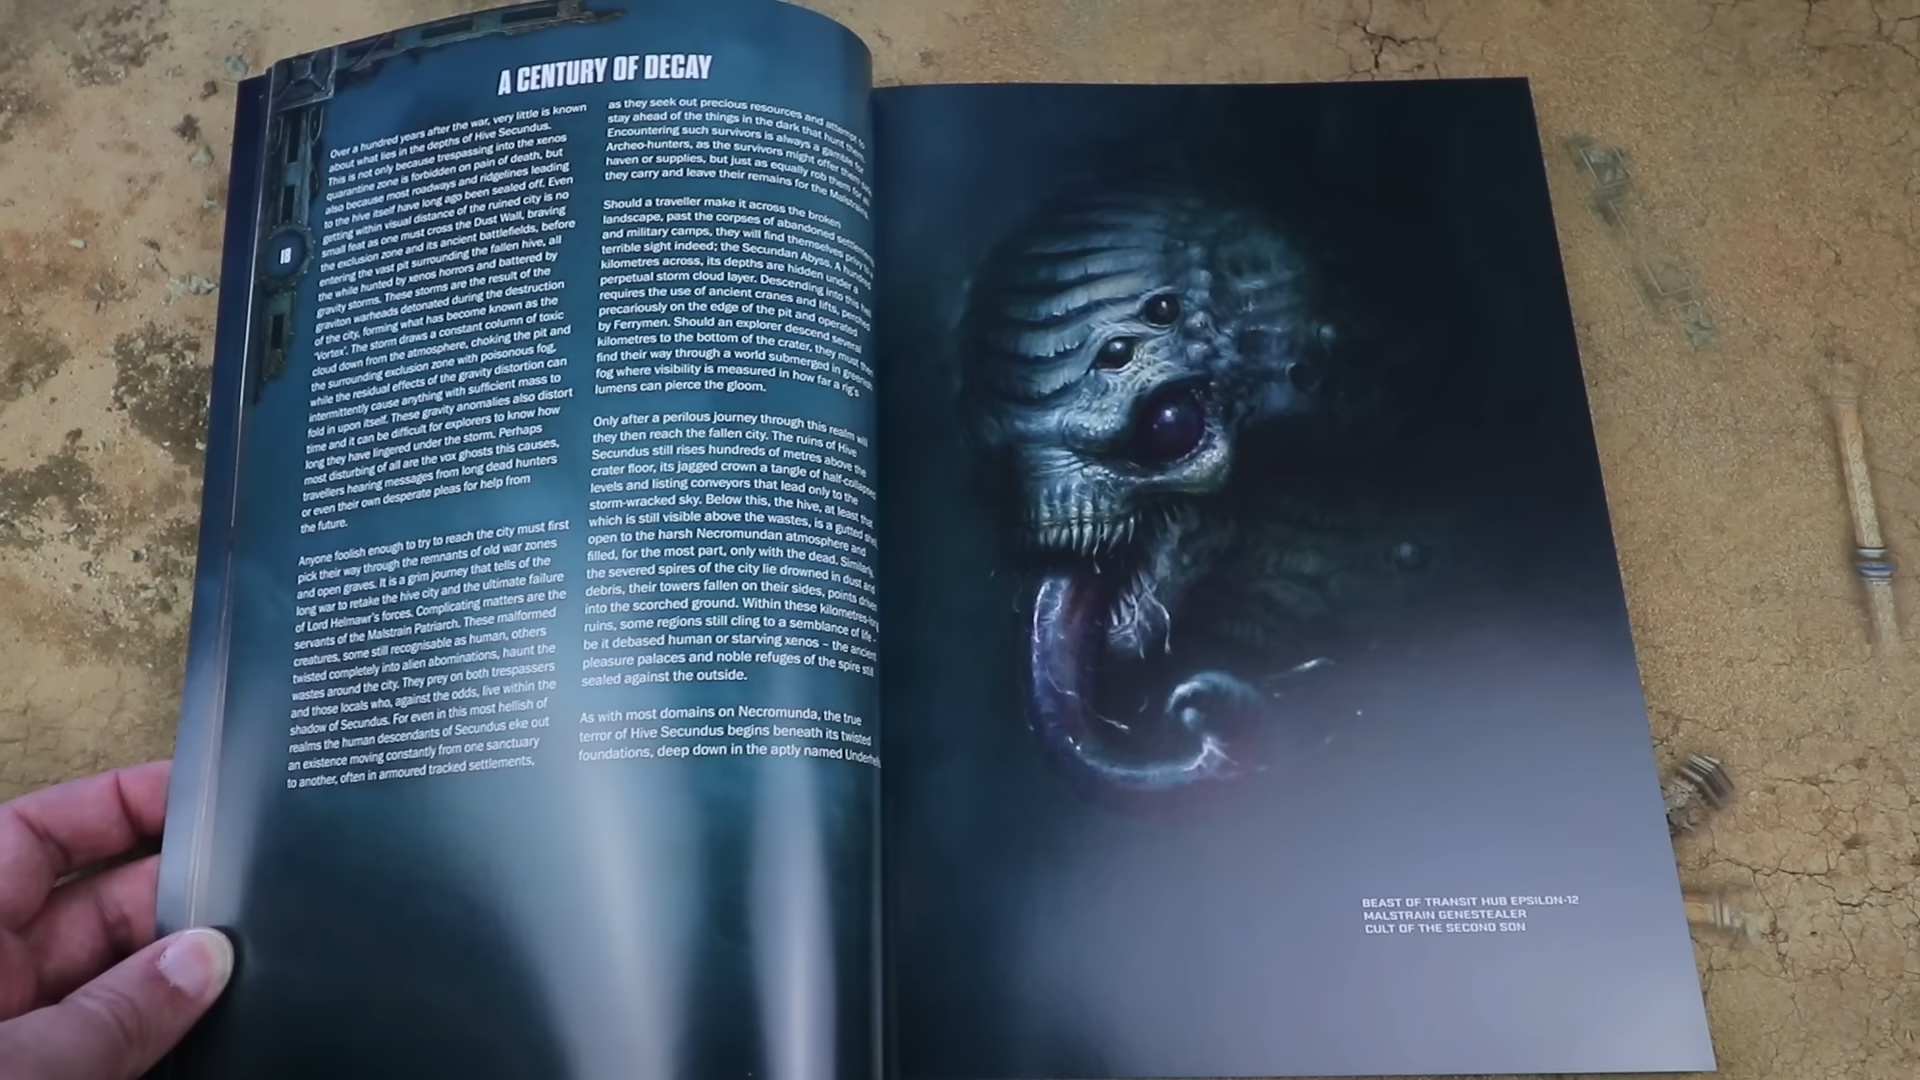 A CENTURY OF DECAY
Over a hundred years after the war, very little is known
about what lies in the depths of Hive Secundus.
This is not only because trespassing into the xenos
quarantine zone is forbidden on pain of death, but
also because most roadways and ridgelines leading
to the hive itself have long ago been sealed off. Even
getting within visual distance of the ruined city is no
small feat as one must cross the Dust Wall, braving
the exclusion zone and its ancient battlefields, before
entering the vast pit surrounding the fallen hive, all
the while hunted by xenos horrors and battered by
gravity storms. These storms are the result of the
graviton warheads detonated during the destruction
of the city, forming what has become known as the
'Vortex'. The storm draws a constant column of toxic
cloud down from the atmosphere, choking the pit and
the surrounding exclusion zone with poisonous fog,
while the residual effects of the gravity distortion can
intermittently cause anything with sufficient mass to
fold in upon itself. These gravity anomalies also distort
time and it can be difficult for explorers to know how
long they have lingered under the storm. Perhaps
most disturbing of all are the vox ghosts this causes,
travellers hearing messages from long dead hunters
or even their own desperate pleas for help from
the future.
Anyone foolish enough to try to reach the city must first
pick their way through the remnants of old war zones
and open graves. It is a grim journey that tells of the
long war to retake the hive city and the ultimate failure
of Lord Helmawr's forces. Complicating matters are the
servants of the Malstrain Patriarch. These malformed
creatures, some still recognisable as human, others
twisted completely into alien abominations, haunt the
wastes around the city. They prey on both trespassers
and those locals who, against the odds, live within the
shadow of Secundus. For even in this most hellish of
realms the human descendants of Secundus eke out
an existence moving constantly from one sanctuary
to another, often in armoured tracked settlements,
as they seek out precious resources and attempt to
stay ahead of the things in the dark that hunt them.
Encountering such survivors is always a gamble for
Archeo-hunters, as the survivors might offer them
haven or supplies, but just as equally rob them for all
they carry and leave their remains for the Malstrains.
Should a traveller make it across the broken
landscape, past the corpses of abandoned
and military camps, they will find themselves privy to a
terrible sight indeed; the Secundan Abyss. A
kilometres across, its depths are hidden under a
perpetual storm cloud layer. Descending into this
requires the use of ancient cranes and lifts, perched
precariously on the edge of the pit and operated
by Ferrymen. Should an explorer descend several
kilometres to the bottom of the crater, they must then
find their way through a world submerged in greenish
fog where visibility is measured in how far a rig's
lumens can pierce the gloom.
Only after a perilous journey through this realm will
they then reach the fallen city. The ruins of Hive
Secundus still rises hundreds of metres above the
crater floor, its jagged crown a tangle of half-collapsed
levels and listing conveyors that lead only to the
storm-wracked sky. Below this, the hive, at least that
which is still visible above the wastes, is a gutted
open to the harsh Necromundan atmosphere and
filled, for the most part, only with the dead. Similarly,
the severed spires of the city lie drowned in dust and
debris, their towers fallen on their sides, points
into the scorched ground. Within these
ruins, some regions still cling to a semblance of life –
be it debased human or starving xenos – the ancient
pleasure palaces and noble refuges of the spire still
sealed against the outside.
As with most domains on Necromunda, the true
terror of Hive Secundus begins beneath its twisted
foundations, deep down in the aptly named
18
BEAST OF TRANSIT HUB EPSILON-12
MALSTRAIN GENESTEALER
CULT OF THE SECOND SON